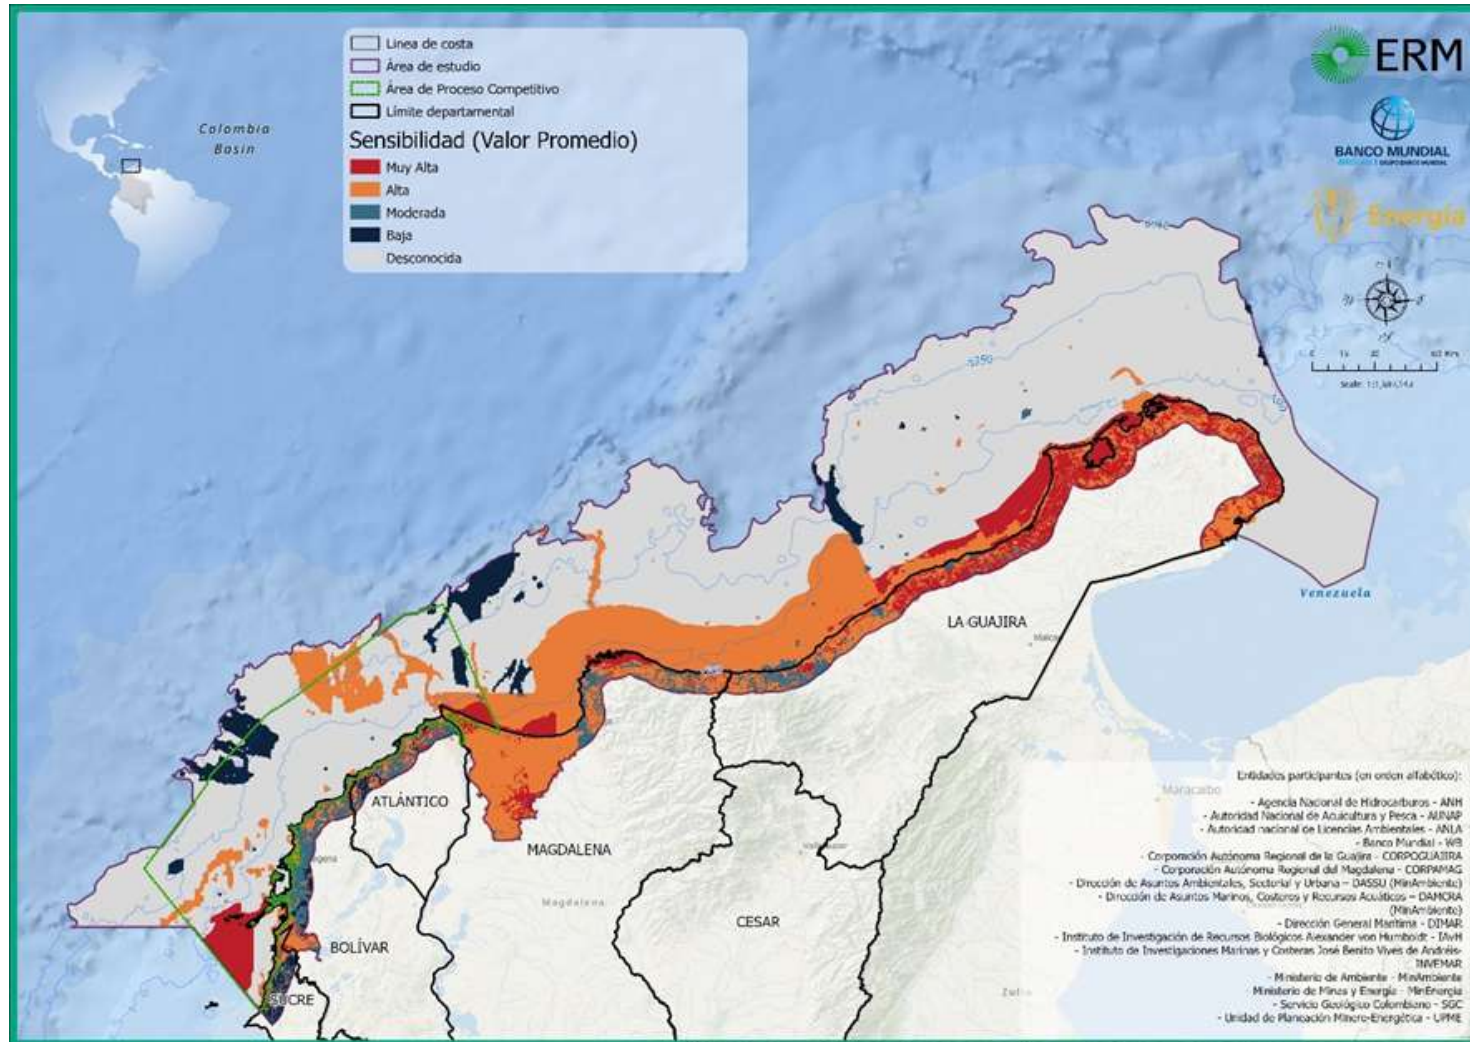 Línea de costa
Área de estudio
Área de Proceso Competitivo
Límite departamental
Sensibilidad (Valor Promedio)
Muy Alta
Alta
Moderada
Baja
Desconocida
Colombia
Basin
ERM
BANCO MUNDIAL
Energía
Venezuela
LA GUAJIRA
ATLÁNTICO
MAGDALENA
Magdalena
CESAR
BOLÍVAR
SUCRE
Maracaibo
Entidades participantes (en orden alfabético):
- Agencia Nacional de Hidrocarburos - ANH
- Autoridad Nacional de Acuicultura y Pesca - AUNAP
- Autoridad nacional de Licencias Ambientales - ANLA
- Banco Mundial - WB
- Corporación Autónoma Regional de la Guajira - CORPOGUAJIRA
- Corporación Autónoma Regional del Magdalena - CORPAMAG
- Dirección de Asuntos Ambientales, Sectorial y Urbana – DASSU (MinAmbiente)
- Dirección de Asuntos Marinos, Costeros y Recursos Acuáticos – DAMCRA
(MinAmbiente)
- Dirección General Marítima - DIMAR
- Instituto de Investigación de Recursos Biológicos Alexander von Humboldt - IAvH
- Instituto de Investigaciones Marinas y Costeras José Benito Vives de Andréis-
INVEMAR
- Ministerio de Ambiente - MinAmbiente
Ministerio de Minas y Energía - MinEnergía
- Servicio Geológico Colombiano - SGC
- Unidad de Planeación Minero-Energética - UPME